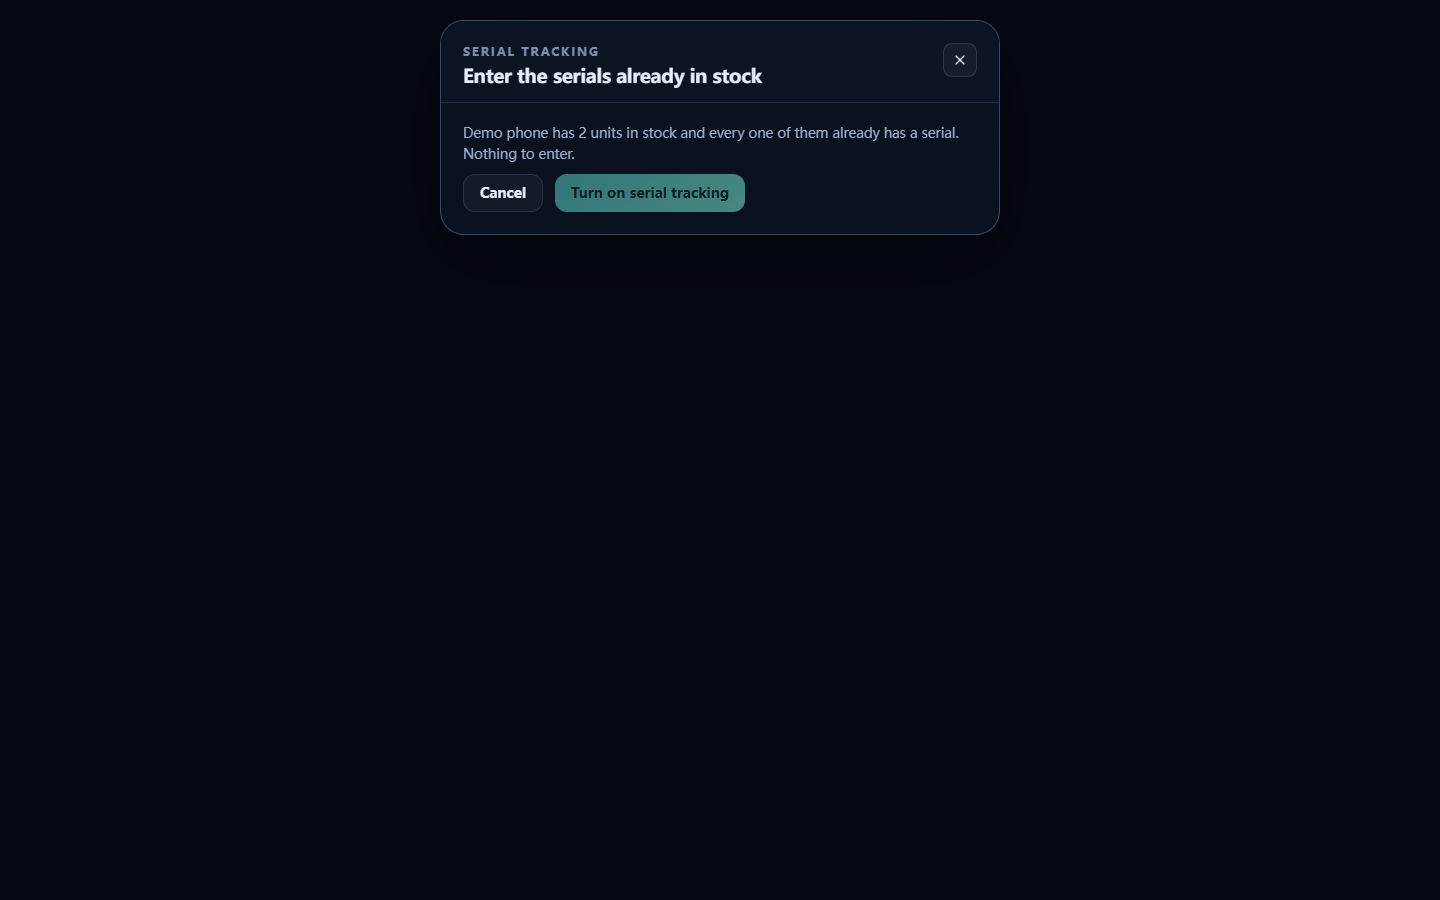 SERIAL TRACKING
Enter the serials already in stock
Demo phone has 2 units in stock and every one of them already has a serial.
Nothing to enter.
Cancel
Turn on serial tracking